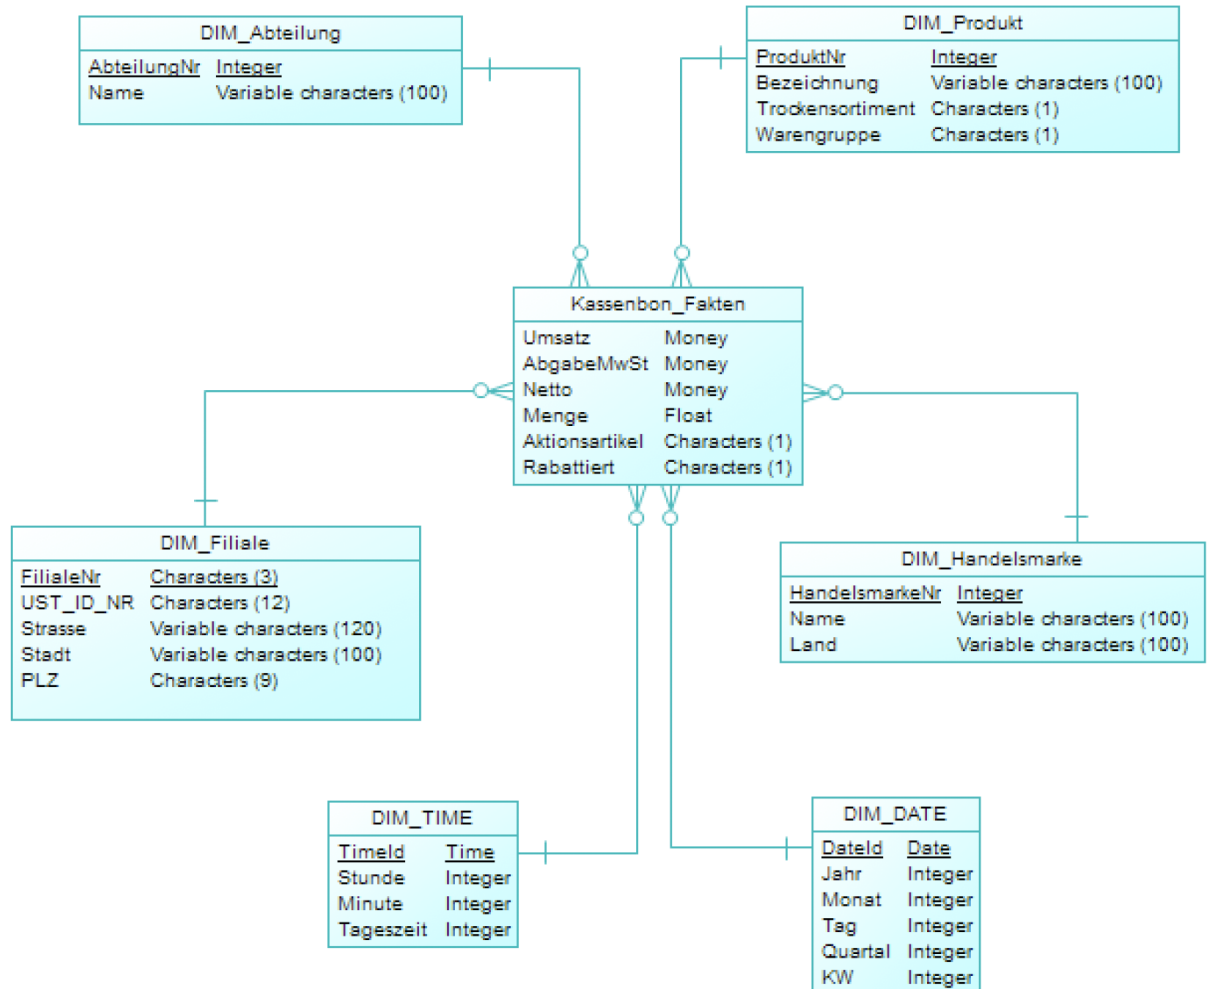 DIM_Abteilung
AbteilungNr Integer
Name Variable characters (100)
DIM_Produkt
ProduktNr Integer
Bezeichnung Variable characters (100)
Trockensortiment Characters (1)
Warengruppe Characters (1)
Kassenbon_Fakten
Umsatz Money
AbgabeMwSt Money
Netto Money
Menge Float
Aktionsartikel Characters (1)
Rabattiert Characters (1)
DIM_Filiale
FilialeNr Characters (3)
UST_ID_NR Characters (12)
Strasse Variable characters (120)
Stadt Variable characters (100)
PLZ Characters (9)
DIM_Handelsmarke
HandelsmarkeNr Integer
Name Variable characters (100)
Land Variable characters (100)
DIM_TIME
TimeId Time
Stunde Integer
Minute Integer
Tageszeit Integer
DIM_DATE
DateId Date
Jahr Integer
Monat Integer
Tag Integer
Quartal Integer
KW Integer